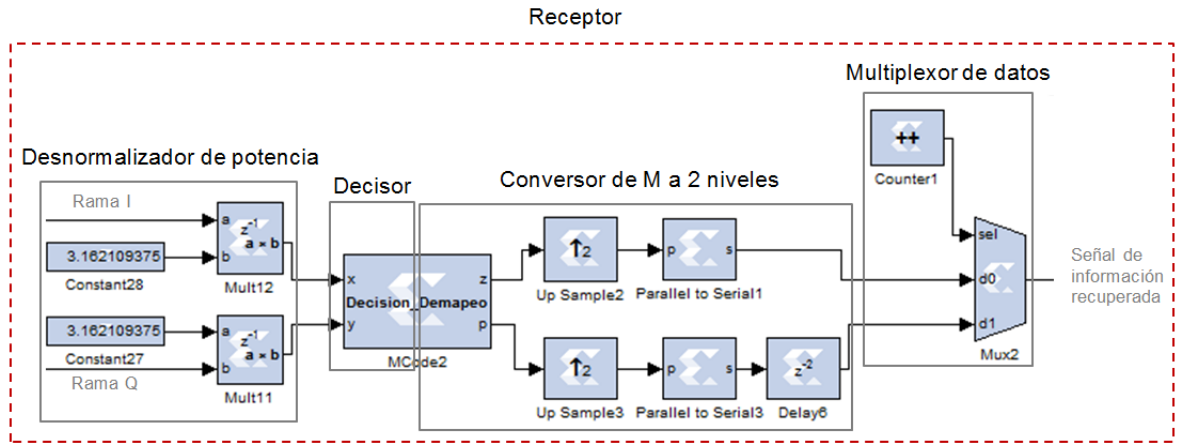 Receptor
Multiplexor de datos
Desnormalizador de potencia
Decisor
Conversor de M a 2 niveles
++
Counter1
Rama I
a
z⁻¹
a × b
b
3.162109375
Constant28
Mult12
3.162109375
Constant27
Rama Q
a
z⁻¹
a × b
b
Mult11
x
y
Decision_Demapeo
z
p
MCode2
↑2
Up Sample2
p
s
Parallel to Serial1
↑2
Up Sample3
p
s
Parallel to Serial3
z⁻²
Delay6
sel
d0
d1
Mux2
Señal de
información
recuperada